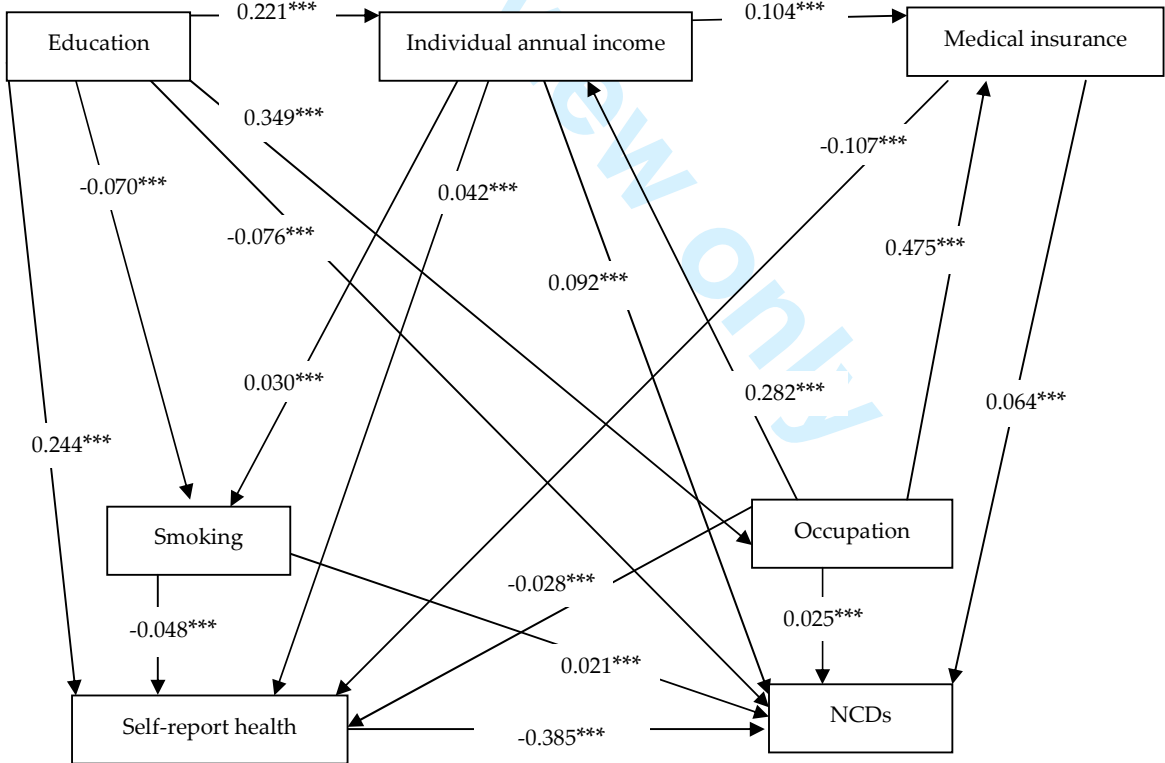 0.221***
0.104***
Education
Individual annual income
Medical insurance
0.349***
-0.107***
-0.070***
0.042***
-0.076***
0.475***
0.092***
0.030***
0.282***
0.064***
0.244***
Smoking
Occupation
-0.028***
-0.048***
0.025***
0.021***
Self-report health
NCDs
-0.385***
ew only